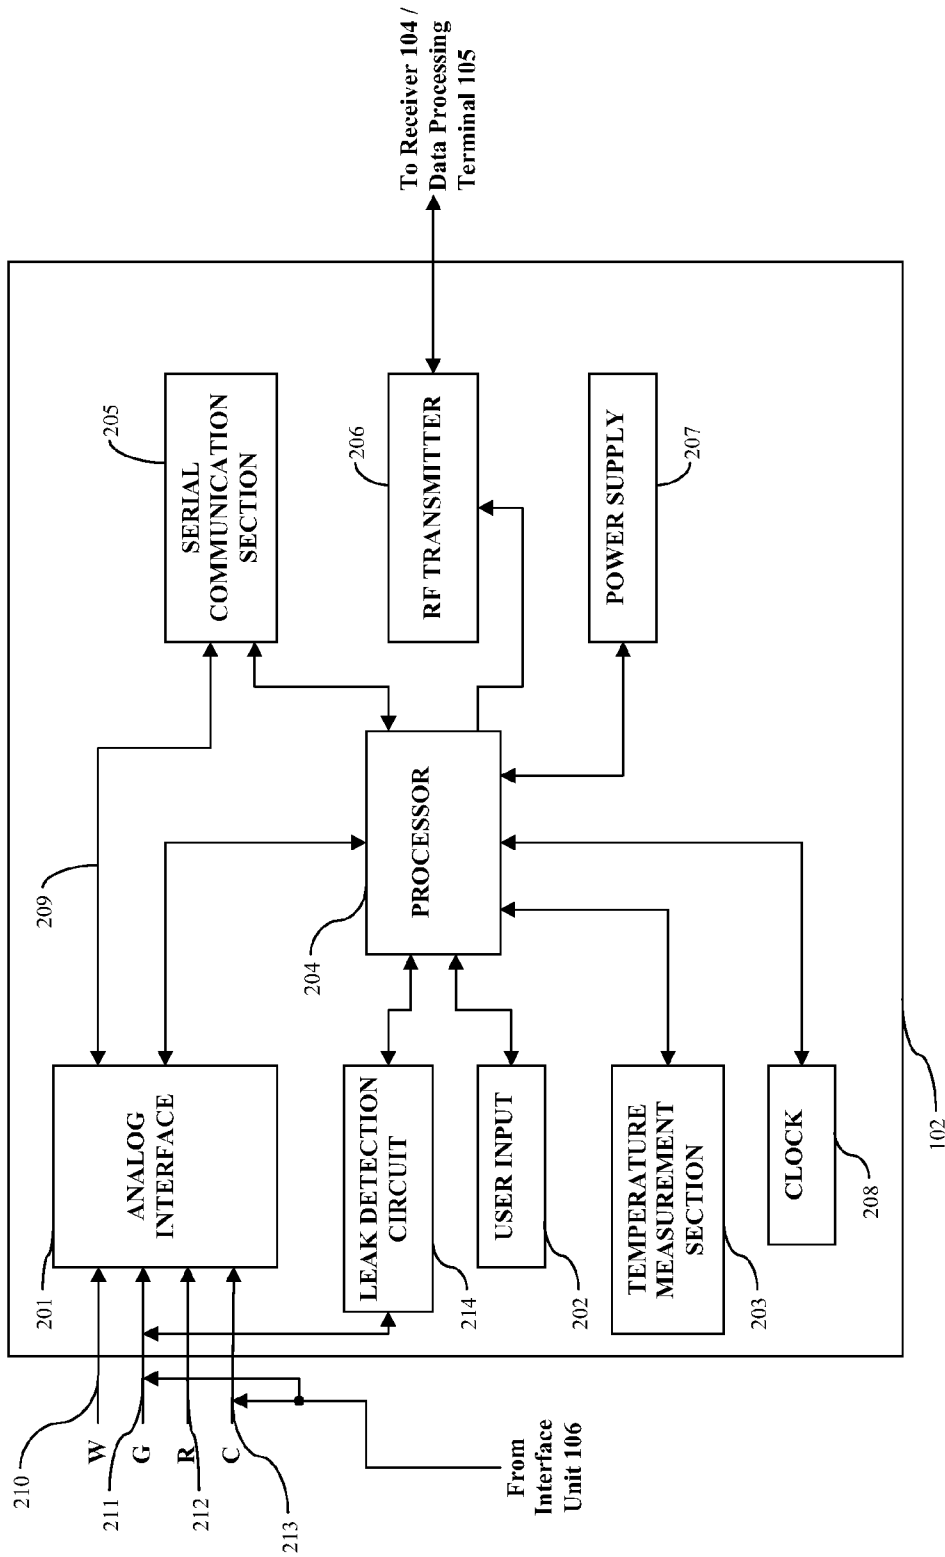 210
W
211
G
212
R
213
C
From
Interface
Unit 106
201
ANALOG
INTERFACE
209
205
SERIAL
COMMUNICATION
SECTION
214
LEAK DETECTION
CIRCUIT
204
PROCESSOR
206
RF TRANSMITTER
To Receiver 104 /
Data Processing
Terminal 105
202
USER INPUT
207
POWER SUPPLY
203
TEMPERATURE
MEASUREMENT
SECTION
208
CLOCK
102